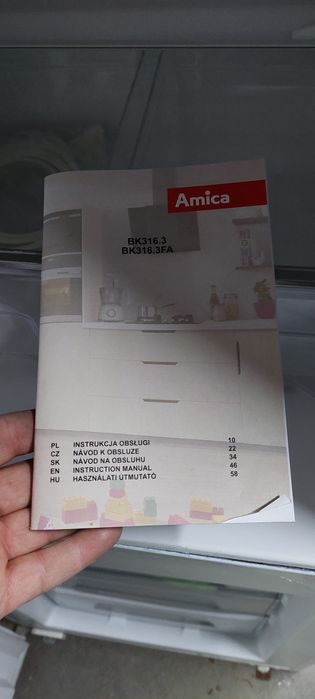 Amica
BK316.3
BK316.3FA
HOME
PL INSTRUKCJA OBSŁUGI 10
CZ NÁVOD K OBSLUZE 22
SK NÁVOD NA OBSLUHU 34
EN INSTRUCTION MANUAL 46
HU HASZNÁLATI ÚTMUTATÓ 58